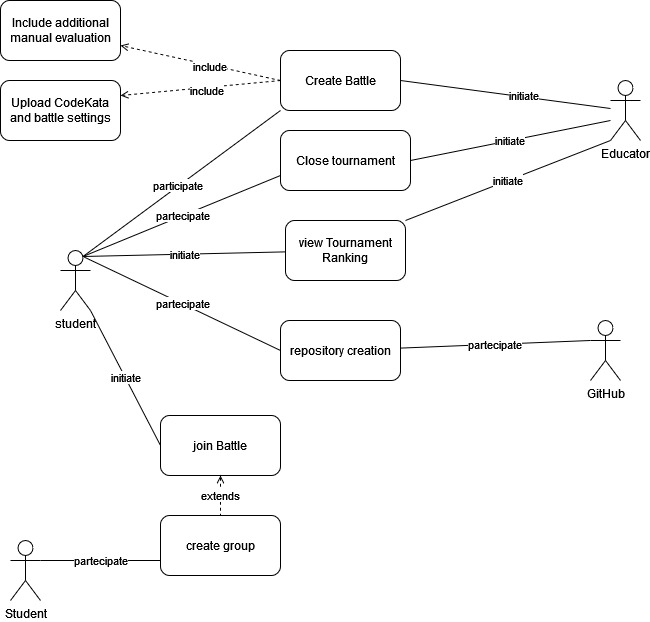 Include additional
manual evaluation
include
Create Battle
Upload CodeKata
and battle settings
include
initiate
Educator
Close tournament
initiate
participate
initiate
partecipate
view Tournament
Ranking
initiate
student
partecipate
repository creation
partecipate
GitHub
initiate
join Battle
extends
create group
partecipate
Student